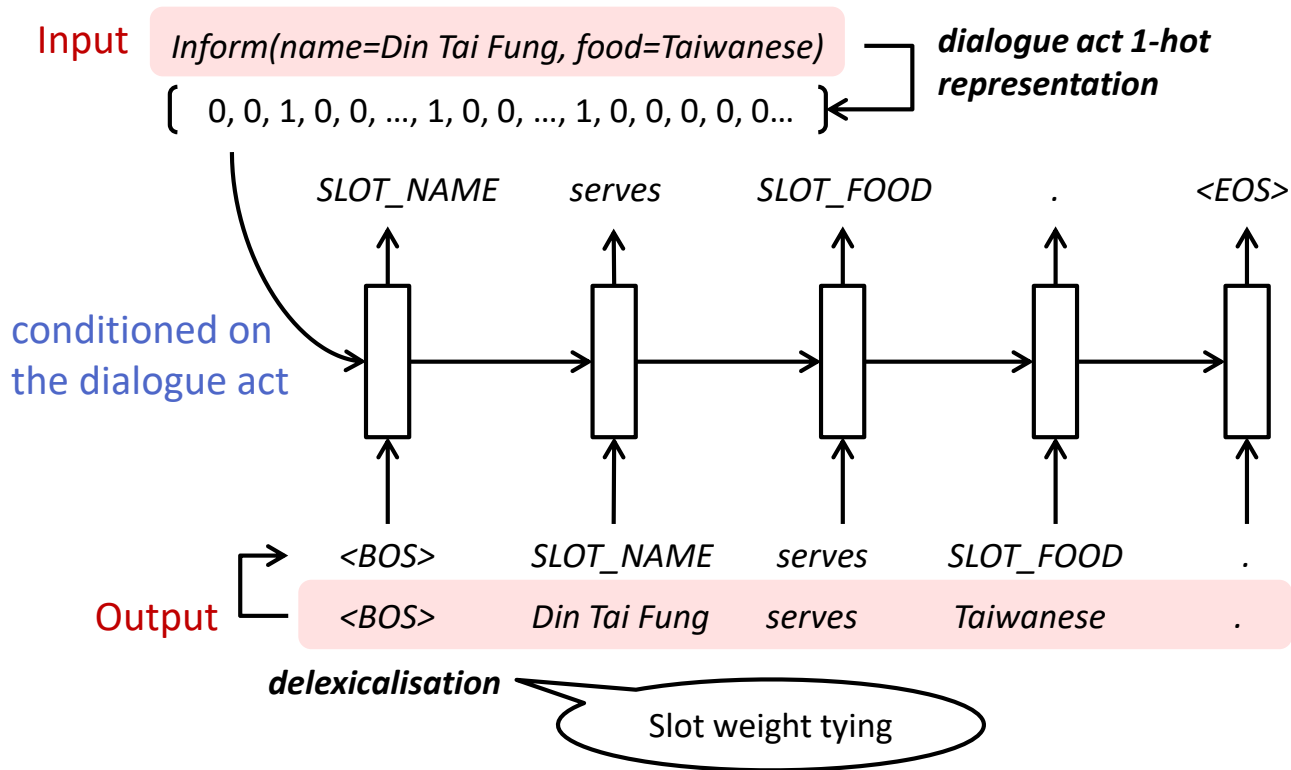 Input Inform(name=Din Tai Fung, food=Taiwanese)
dialogue act 1-hot
representation
[ 0, 0, 1, 0, 0, …, 1, 0, 0, …, 1, 0, 0, 0, 0, 0… ]
SLOT_NAME serves SLOT_FOOD . <EOS>
conditioned on
the dialogue act
<BOS> SLOT_NAME serves SLOT_FOOD .
Output <BOS> Din Tai Fung serves Taiwanese .
delexicalisation
Slot weight tying